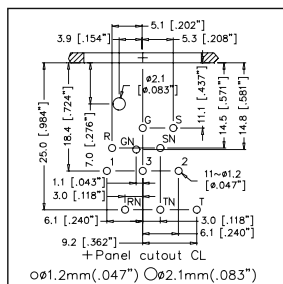 5.1 [.202"]
3.9 [.154"]
5.3 [.208"]
ø2.1
[ø.083"]
25.0 [.984"]
18.4 [.724"]
7.0 [.276"]
11.1 [.437"]
14.5 [.571"]
14.8 [.581"]
G S
R GN SN
1 3 2
11~ø1.2
[ø.047"]
1.1 [.043"]
3.0 [.118"]
RN TN T
6.1 [.240"]
3.0 [.118"]
6.1 [.240"]
9.2 [.362"]
Panel cutout CL
ø1.2mm(.047") ø2.1mm(.083")